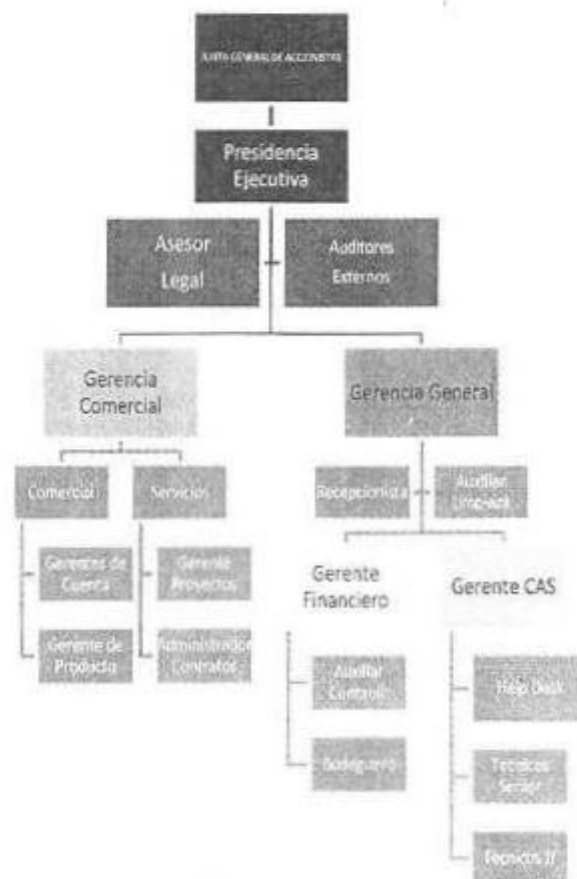 JUNTA GENERAL DE ACCIONISTAS
Presidencia
Ejecutiva
Asesor
Legal
Auditores
Externos
Gerencia
Comercial
Gerencia General
Comercial
Servicios
Recepcionista
Auxiliar
Limpieza
Gerentes de
Cuenta
Gerente
Proyectos
Gerente
Financiero
Gerente CAS
Gerente de
Producto
Administrador
Contratos
Auxiliar
Help Desk
Bodeguero
Tecnicos
Senior
Tecnicos Jr